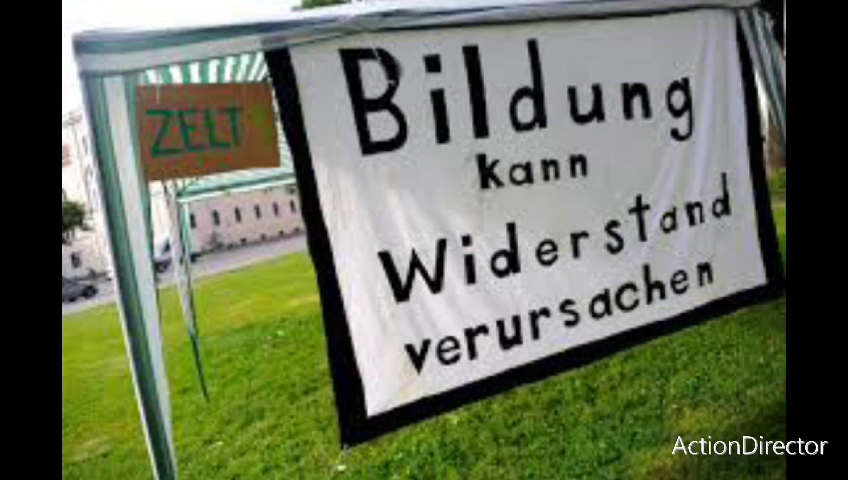 ZELT
Bildung
kann
Widerstand
verursachen
ActionDirector